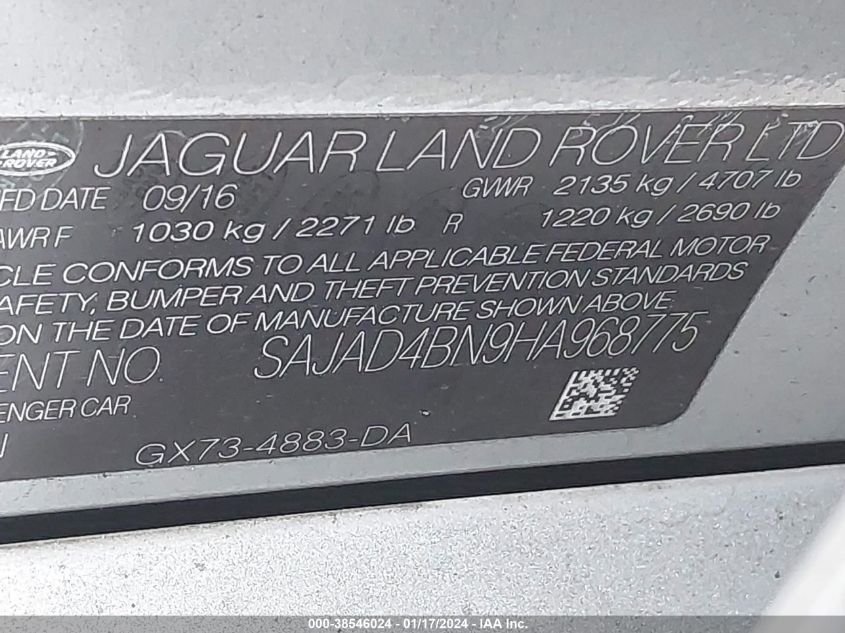 LAND-ROVER JAGUAR LAND ROVER LTD
FD DATE 09/16 GVWR 2135 kg / 4707 lb
AWR F 1030 kg / 2271 lb R 1220 kg / 2690 lb
CLE CONFORMS TO ALL APPLICABLE FEDERAL MOTOR
AFETY, BUMPER AND THEFT PREVENTION STANDARDS
ON THE DATE OF MANUFACTURE SHOWN ABOVE.
ENT NO. SAJAD4BN9HA968775
ENGER CAR
N GX73-4883-DA
000-38546024 - 01/17/2024 - IAA Inc.